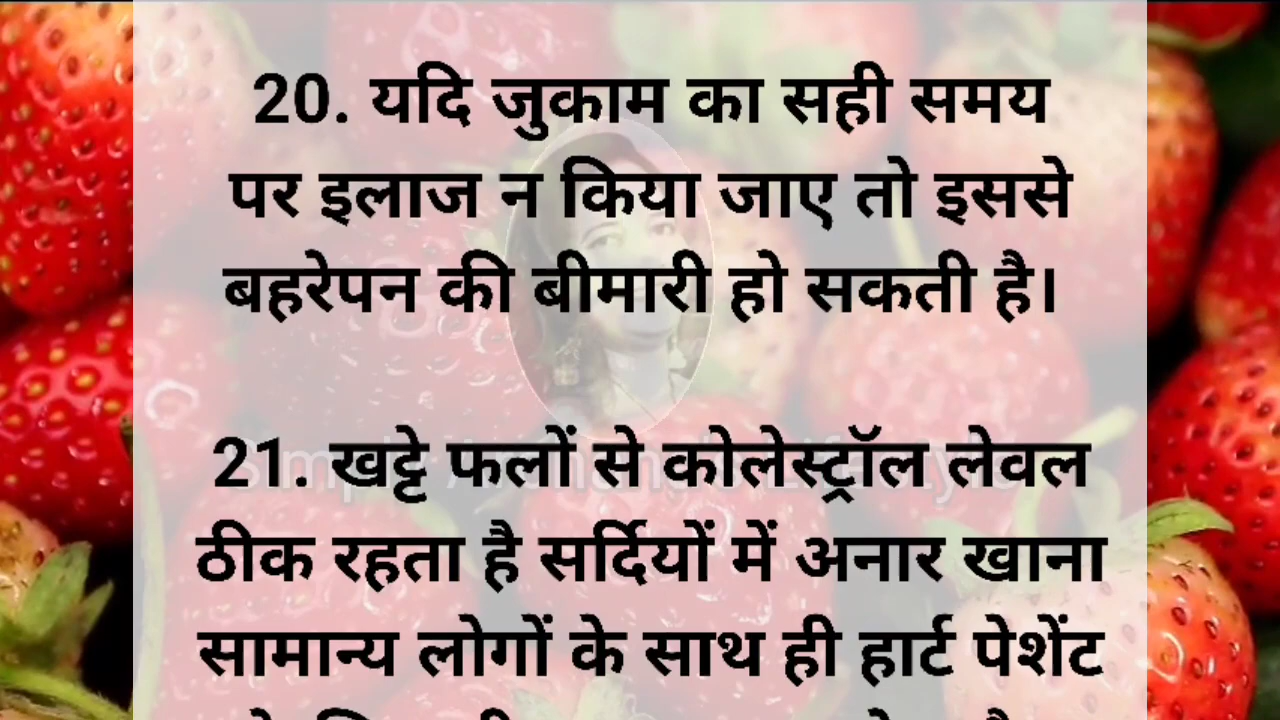 20. यदि जुकाम का सही समय
पर इलाज न किया जाए तो इससे
बहरेपन की बीमारी हो सकती है।
21. खट्टे फलों से कोलेस्ट्रॉल लेवल
ठीक रहता है सर्दियों में अनार खाना
सामान्य लोगों के साथ ही हार्ट पेशेंट